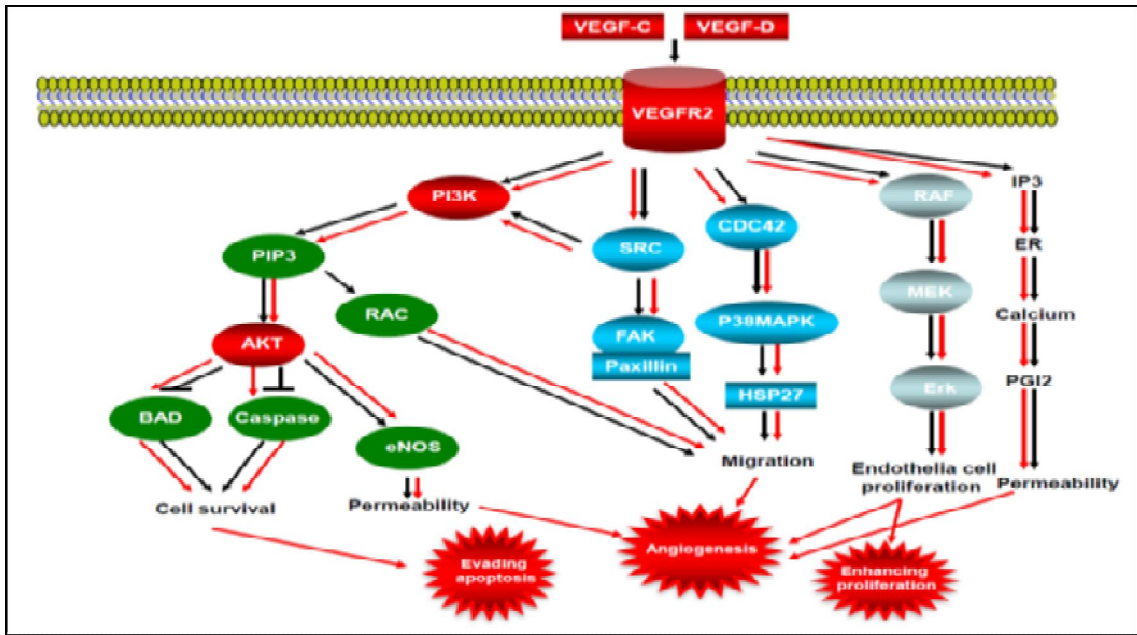 VEGF-C
VEGF-D
VEGFR2
PI3K
RAF
IP3
CDC42
SRC
PIP3
ER
MEK
RAC
P38MAPK
Calcium
FAK
AKT
Paxillin
HSP27
Erk
PGI2
BAD
Caspase
eNOS
Migration
Endothelia cell
proliferation
Permeability
Cell survival
Permeability
Angiogenesis
Evading
apoptosis
Enhancing
proliferation